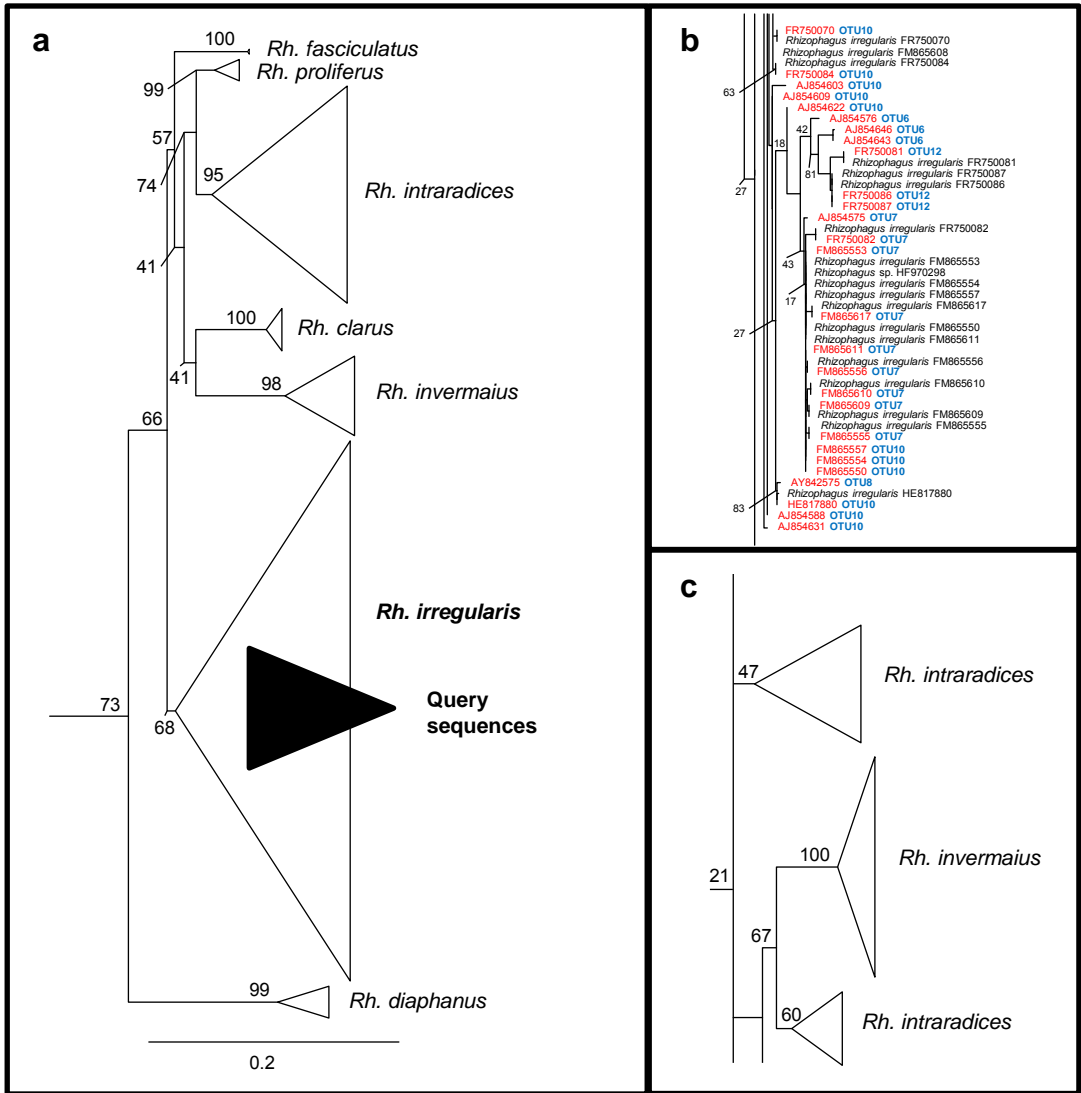 a
100
Rh. fasciculatus
Rh. proliferus
99
57
74
95
Rh. intraradices
41
100
Rh. clarus
41
98
Rh. invermaius
66
Rh. irregularis
Query
sequences
73
68
99
Rh. diaphanus
0.2
b
FR750070 OTU10
Rhizophagus irregularis FR750070
Rhizophagus irregularis FM865608
Rhizophagus irregularis FR750084
FR750084 OTU10
63
AJ854603 OTU10
AJ854609 OTU10
AJ854622 OTU10
AJ854576 OTU6
42
AJ854646 OTU6
18
AJ854643 OTU6
FR750081 OTU12
Rhizophagus irregularis FR750081
81
Rhizophagus irregularis FR750087
Rhizophagus irregularis FR750086
27
FR750086 OTU12
FR750087 OTU12
AJ854575 OTU7
Rhizophagus irregularis FR750082
FR750082 OTU7
FM865553 OTU7
43
Rhizophagus irregularis FM865553
Rhizophagus sp. HF970298
Rhizophagus irregularis FM865554
Rhizophagus irregularis FM865557
17
Rhizophagus irregularis FM865617
FM865617 OTU7
Rhizophagus irregularis FM865550
27
Rhizophagus irregularis FM865611
FM865611 OTU7
Rhizophagus irregularis FM865556
FM865556 OTU7
Rhizophagus irregularis FM865610
FM865610 OTU7
FM865609 OTU7
Rhizophagus irregularis FM865609
Rhizophagus irregularis FM865555
FM865555 OTU7
FM865557 OTU10
FM865554 OTU10
FM865550 OTU10
AY842575 OTU8
Rhizophagus irregularis HE817880
HE817880 OTU10
83
AJ854588 OTU10
AJ854631 OTU10
c
47
Rh. intraradices
100
Rh. invermaius
21
67
60
Rh. intraradices